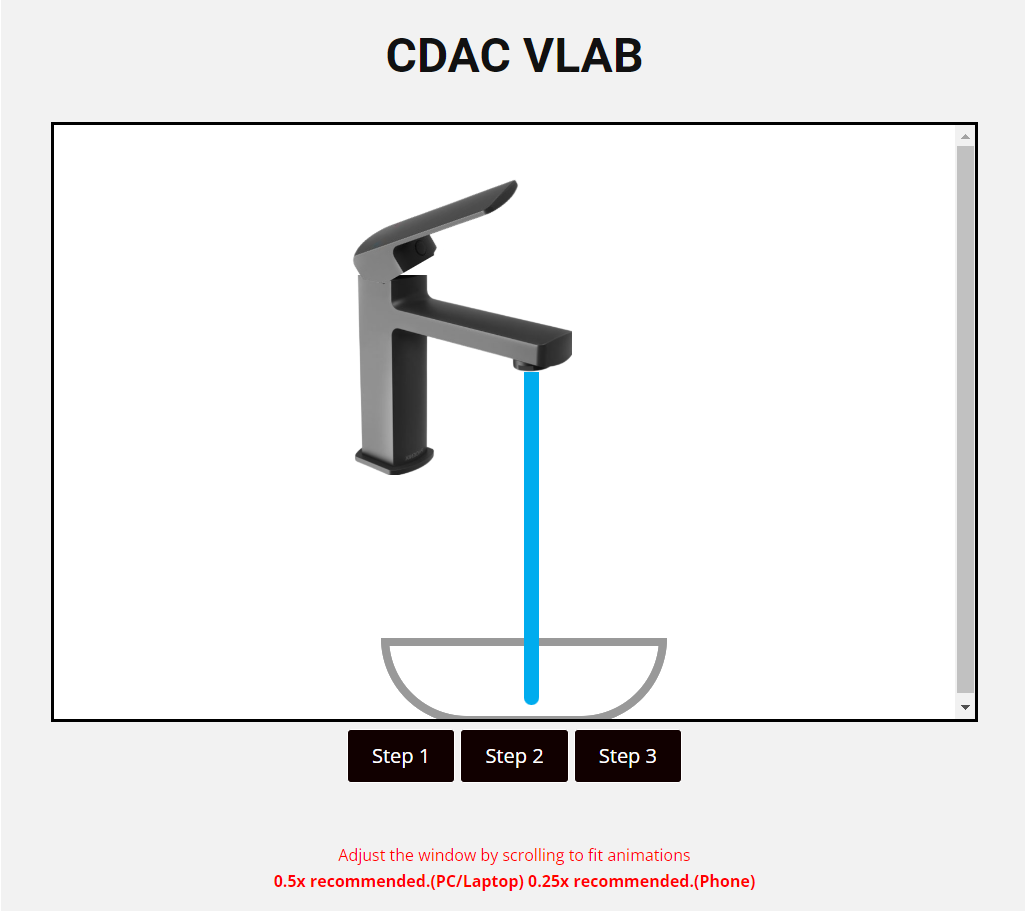 CDAC VLAB
Step 1 Step 2 Step 3
Adjust the window by scrolling to fit animations
0.5x recommended.(PC/Laptop) 0.25x recommended.(Phone)